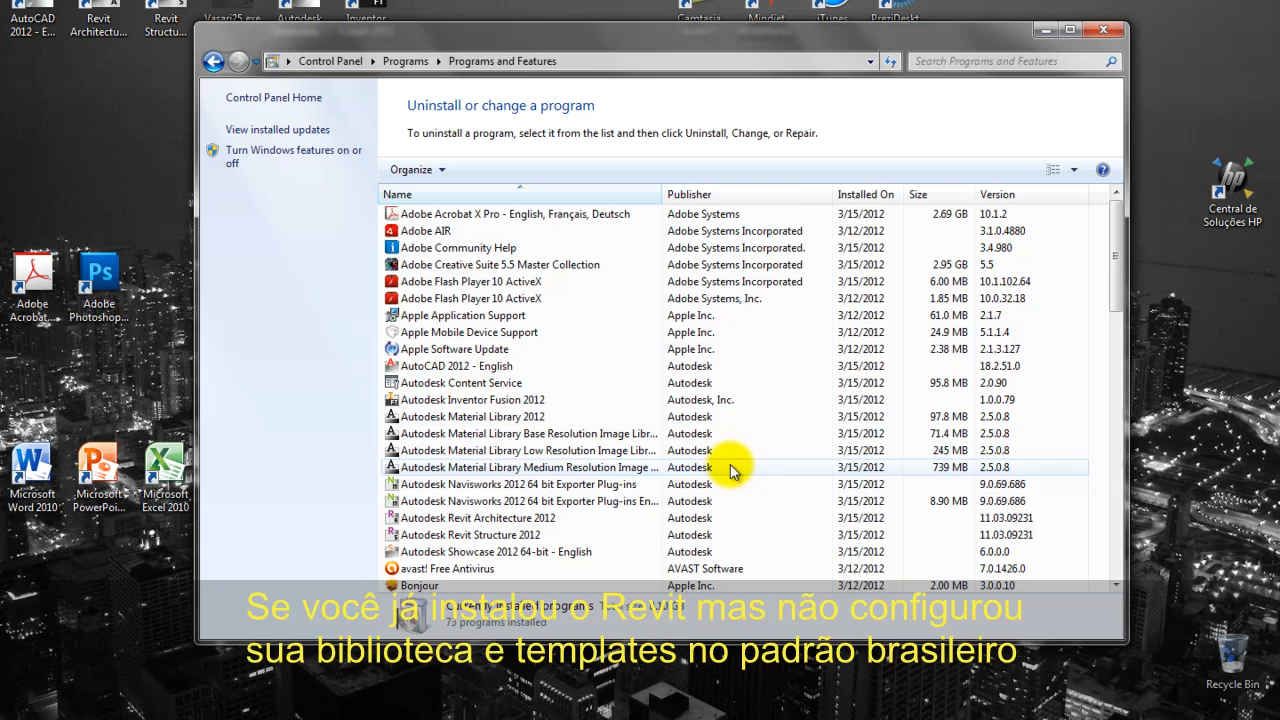 AutoCAD
2012 - E...
Revit
Architectu...
Revit
Structu...
Vasari25.exe
Autodesk
Inventor
Camtasia
Mindjet
iTunes
PreziDeskt
Control Panel
Programs
Programs and Features
Search Programs and Features
Control Panel Home
View installed updates
Turn Windows features on or
off
Uninstall or change a program
To uninstall a program, select it from the list and then click Uninstall, Change, or Repair.
Organize
Name Publisher Installed On Size Version
Adobe Acrobat X Pro - English, Français, Deutsch Adobe Systems 3/15/2012 2.69 GB 10.1.2
Adobe AIR Adobe Systems Incorporated 3/12/2012 3.1.0.4880
Adobe Community Help Adobe Systems Incorporated. 3/15/2012 3.4.980
Adobe Creative Suite 5.5 Master Collection Adobe Systems Incorporated 3/15/2012 2.95 GB 5.5
Adobe Flash Player 10 ActiveX Adobe Systems Incorporated 3/15/2012 6.00 MB 10.1.102.64
Adobe Flash Player 10 ActiveX Adobe Systems, Inc. 3/12/2012 1.85 MB 10.0.32.18
Apple Application Support Apple Inc. 3/12/2012 61.0 MB 2.1.7
Apple Mobile Device Support Apple Inc. 3/12/2012 24.9 MB 5.1.1.4
Apple Software Update Apple Inc. 3/12/2012 2.38 MB 2.1.3.127
AutoCAD 2012 - English Autodesk 3/15/2012 18.2.51.0
Autodesk Content Service Autodesk 3/15/2012 95.8 MB 2.0.90
Autodesk Inventor Fusion 2012 Autodesk, Inc. 3/15/2012 1.0.0.79
Autodesk Material Library 2012 Autodesk 3/15/2012 97.8 MB 2.5.0.8
Autodesk Material Library Base Resolution Image Libr... Autodesk 3/15/2012 71.4 MB 2.5.0.8
Autodesk Material Library Low Resolution Image Libr... Autodesk 3/15/2012 245 MB 2.5.0.8
Autodesk Material Library Medium Resolution Image ... Autodesk 3/15/2012 739 MB 2.5.0.8
Autodesk Navisworks 2012 64 bit Exporter Plug-ins Autodesk 3/15/2012 9.0.69.686
Autodesk Navisworks 2012 64 bit Exporter Plug-ins En... Autodesk 3/15/2012 8.90 MB 9.0.69.686
Autodesk Revit Architecture 2012 Autodesk 3/15/2012 11.03.09231
Autodesk Revit Structure 2012 Autodesk 3/15/2012 11.03.09231
Autodesk Showcase 2012 64-bit - English Autodesk 3/15/2012 6.0.0.0
avast! Free Antivirus AVAST Software 3/12/2012 7.0.1426.0
Bonjour Apple Inc. 3/12/2012 2.00 MB 3.0.0.10
Currently installed programs Total size:
73 programs installed
Se você já instalou o Revit mas não configurou
sua biblioteca e templates no padrão brasileiro
Adobe
Acrobat...
Adobe
Photoshop...
Microsoft
Word 2010
Microsoft
PowerPoi...
Microsoft
Excel 2010
Central de
Soluções HP
Recycle Bin